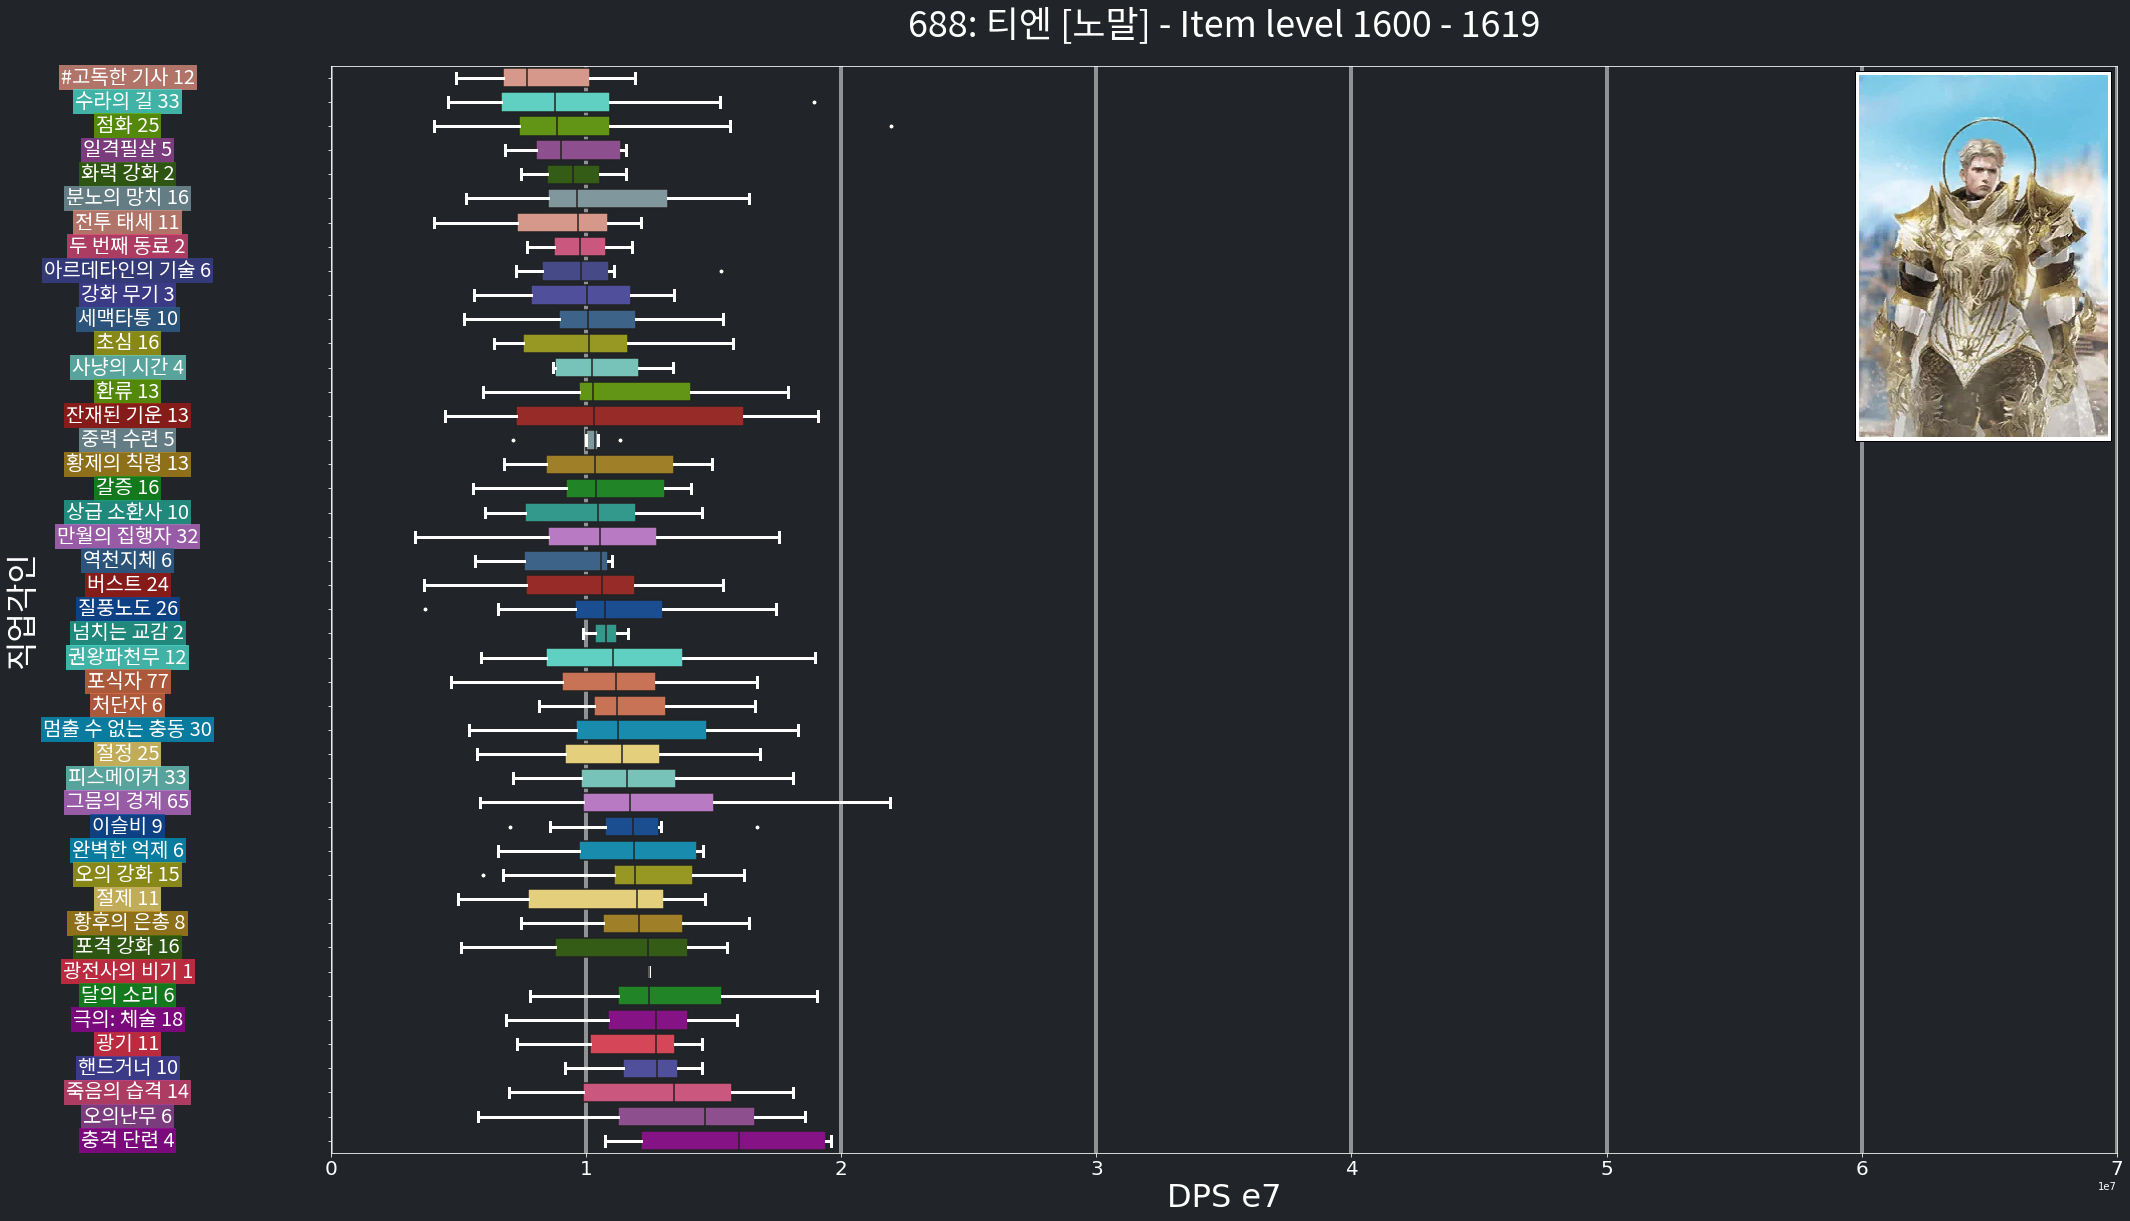 688: 티엔 [노말] - Item level 1600 - 1619
#고독한 기사 12
수라의 길 33
점화 25
일격필살 5
화력 강화 2
분노의 망치 16
전투 태세 11
두 번째 동료 2
아르데타인의 기술 6
강화 무기 3
세맥타통 10
초심 16
사냥의 시간 4
환류 13
잔재된 기운 13
중력 수련 5
황제의 칙령 13
갈증 16
상급 소환사 10
만월의 집행자 32
역천지체 6
버스트 24
질풍노도 26
넘치는 교감 2
권왕파천무 12
포식자 77
처단자 6
멈출 수 없는 충동 30
절정 25
피스메이커 33
그믐의 경계 65
이슬비 9
완벽한 억제 6
오의 강화 15
절제 11
황후의 은총 8
포격 강화 16
광전사의 비기 1
달의 소리 6
극의: 체술 18
광기 11
핸드거너 10
죽음의 습격 14
오의난무 6
충격 단련 4
직업각인
0 1 2 3 4 5 6 7
DPS e7
1e7